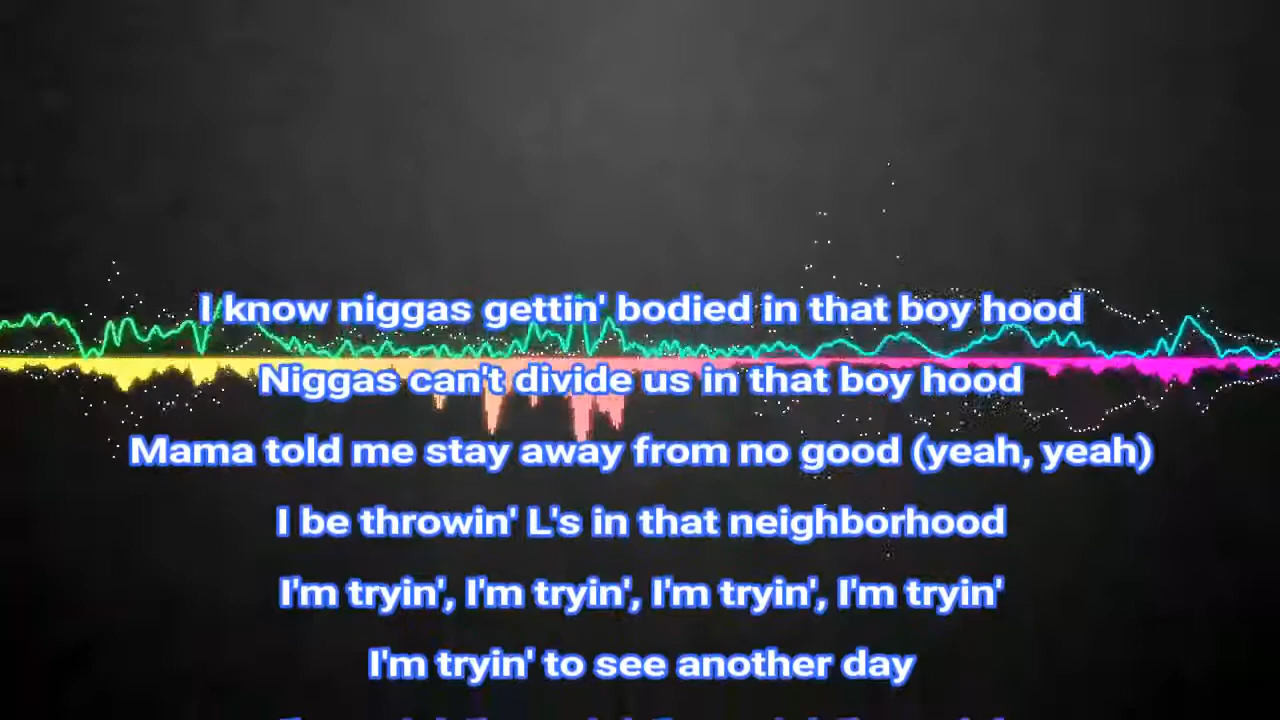 I know niggas gettin' bodied in that boy hood
Niggas can't divide us in that boy hood
Mama told me stay away from no good (yeah, yeah)
I be throwin' L's in that neighborhood
I'm tryin', I'm tryin', I'm tryin', I'm tryin'
I'm tryin' to see another day